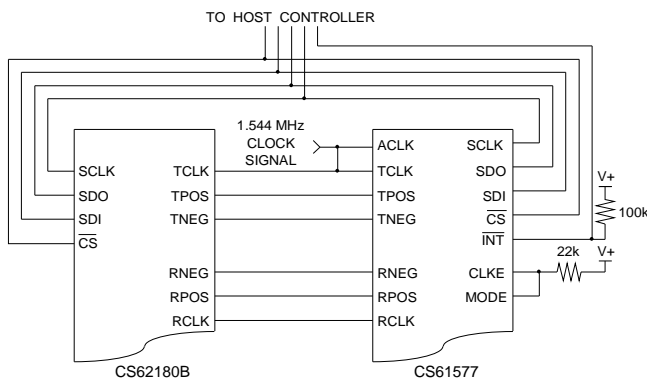 TO HOST CONTROLLER
1.544 MHz
CLOCK
SIGNAL
SCLK
SDO
SDI
CS
TCLK
TPOS
TNEG
RNEG
RPOS
RCLK
ACLK
TCLK
TPOS
TNEG
RNEG
RPOS
RCLK
SCLK
SDO
SDI
CS
INT
CLKE
MODE
V+
100k
22k
V+
CS62180B
CS61577